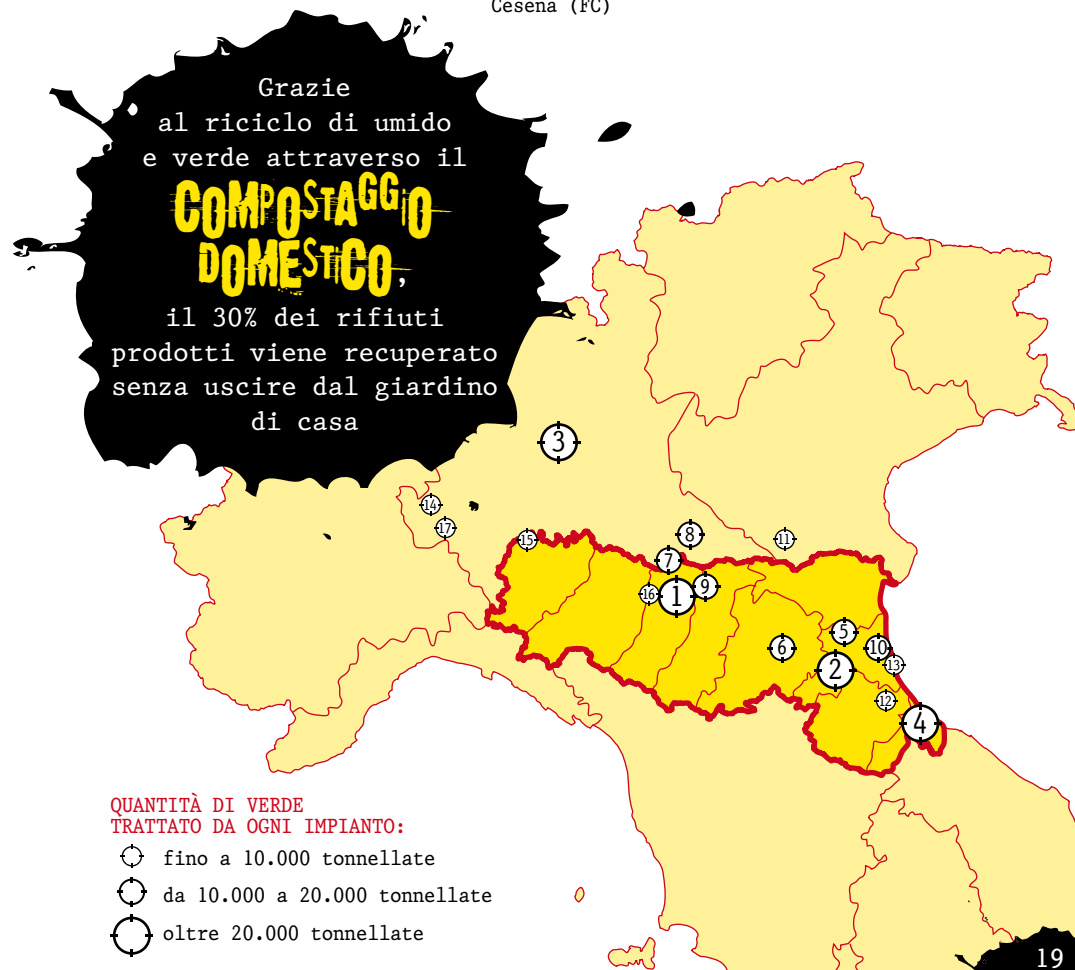 Cesena (FC)
Grazie
al riciclo di umido
e verde attraverso il
COMPOSTAGGIO
DOMESTICO,
il 30% dei rifiuti
prodotti viene recuperato
senza uscire dal giardino
di casa
3
14
17
15
8
11
7
16
1
9
5
6
10
2
13
12
4
QUANTITÀ DI VERDE
TRATTATO DA OGNI IMPIANTO:
fino a 10.000 tonnellate
da 10.000 a 20.000 tonnellate
oltre 20.000 tonnellate
19